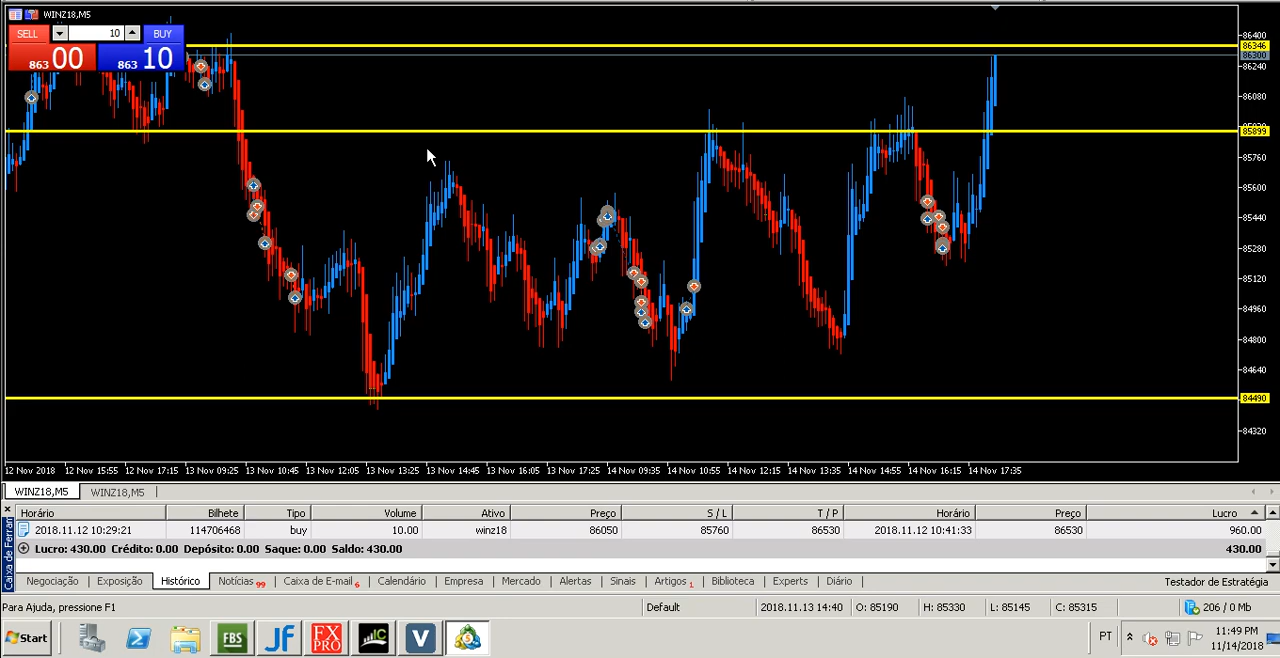 WINZ18,M5
SELL 10 BUY
86300 86310
86400
86346
86300
86240
86080
85899
85760
85600
85440
85280
85120
84960
84800
84640
84490
84320
12 Nov 2018 12 Nov 15:55 12 Nov 17:15 13 Nov 09:25 13 Nov 10:45 13 Nov 12:05 13 Nov 13:25 13 Nov 14:45 13 Nov 16:05 13 Nov 17:25 14 Nov 09:35 14 Nov 10:55 14 Nov 12:15 14 Nov 13:35 14 Nov 14:55 14 Nov 16:15 14 Nov 17:35
WINZ18,M5 WINZ18,M5
Horário Bilhete Tipo Volume Ativo Preço S / L T / P Horário Preço Lucro
2018.11.12 10:29:21 114706468 buy 10.00 winz18 86050 85760 86530 2018.11.12 10:41:33 86530 960.00
Lucro: 430.00 Crédito: 0.00 Depósito: 0.00 Saque: 0.00 Saldo: 430.00 430.00
Caixa de Ferram
Negociação Exposição Histórico Notícias 99 Caixa de E-mail 6 Calendário Empresa Mercado Alertas Sinais Artigos 1 Biblioteca Experts Diário Testador de Estratégia
Para Ajuda, pressione F1 Default 2018.11.13 14:40 O: 85190 H: 85330 L: 85145 C: 85315 206 / 0 Mb
Start FBS JF FX PRO IC V PT 11:49 PM
11/14/2018